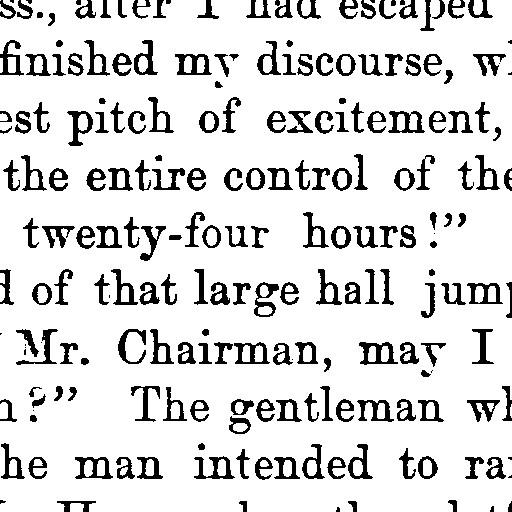 ss., after I had escaped
finished my discourse, wh
est pitch of excitement,
the entire control of the
twenty-four hours!"
d of that large hall jump
Mr. Chairman, may I
n?" The gentleman wh
he man intended to ra